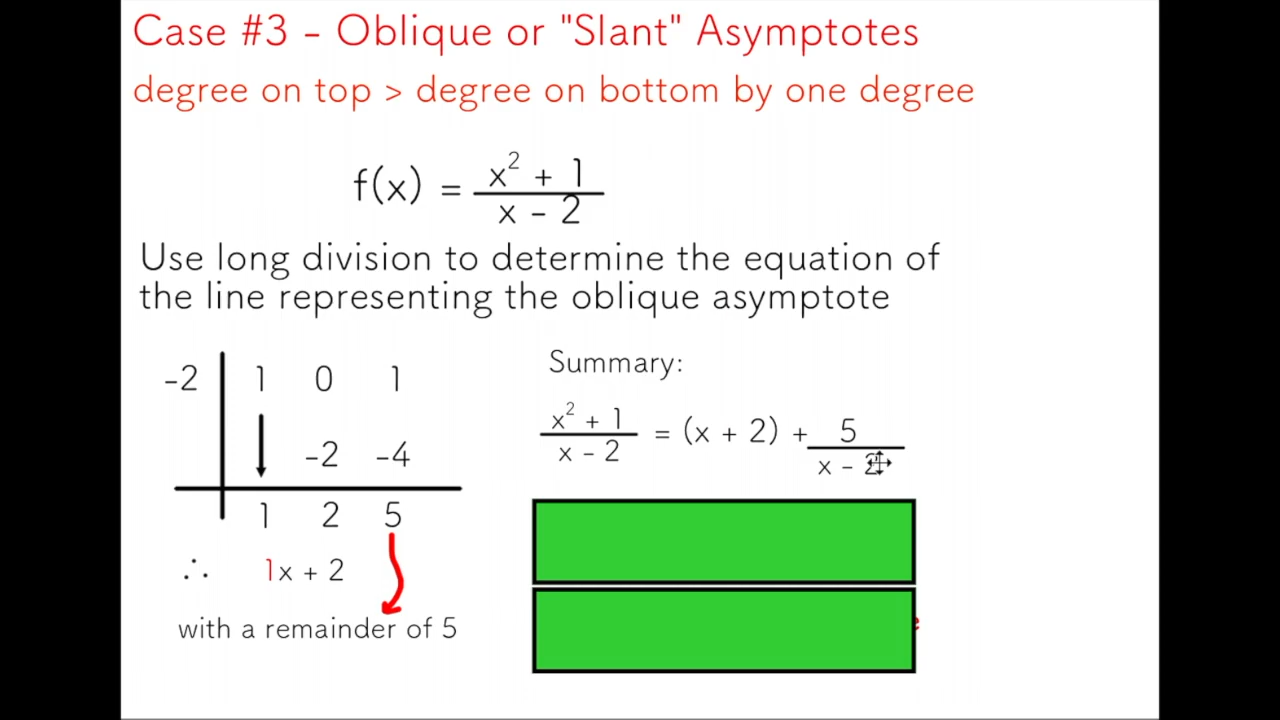 Case #3 - Oblique or "Slant" Asymptotes
degree on top > degree on bottom by one degree
f(x) = x² + 1
x - 2
Use long division to determine the equation of
the line representing the oblique asymptote
-2 1 0 1
-2 -4
1 2 5
∴ 1x + 2
with a remainder of 5
Summary:
x² + 1
x - 2
= (x + 2) +
5
x - 2